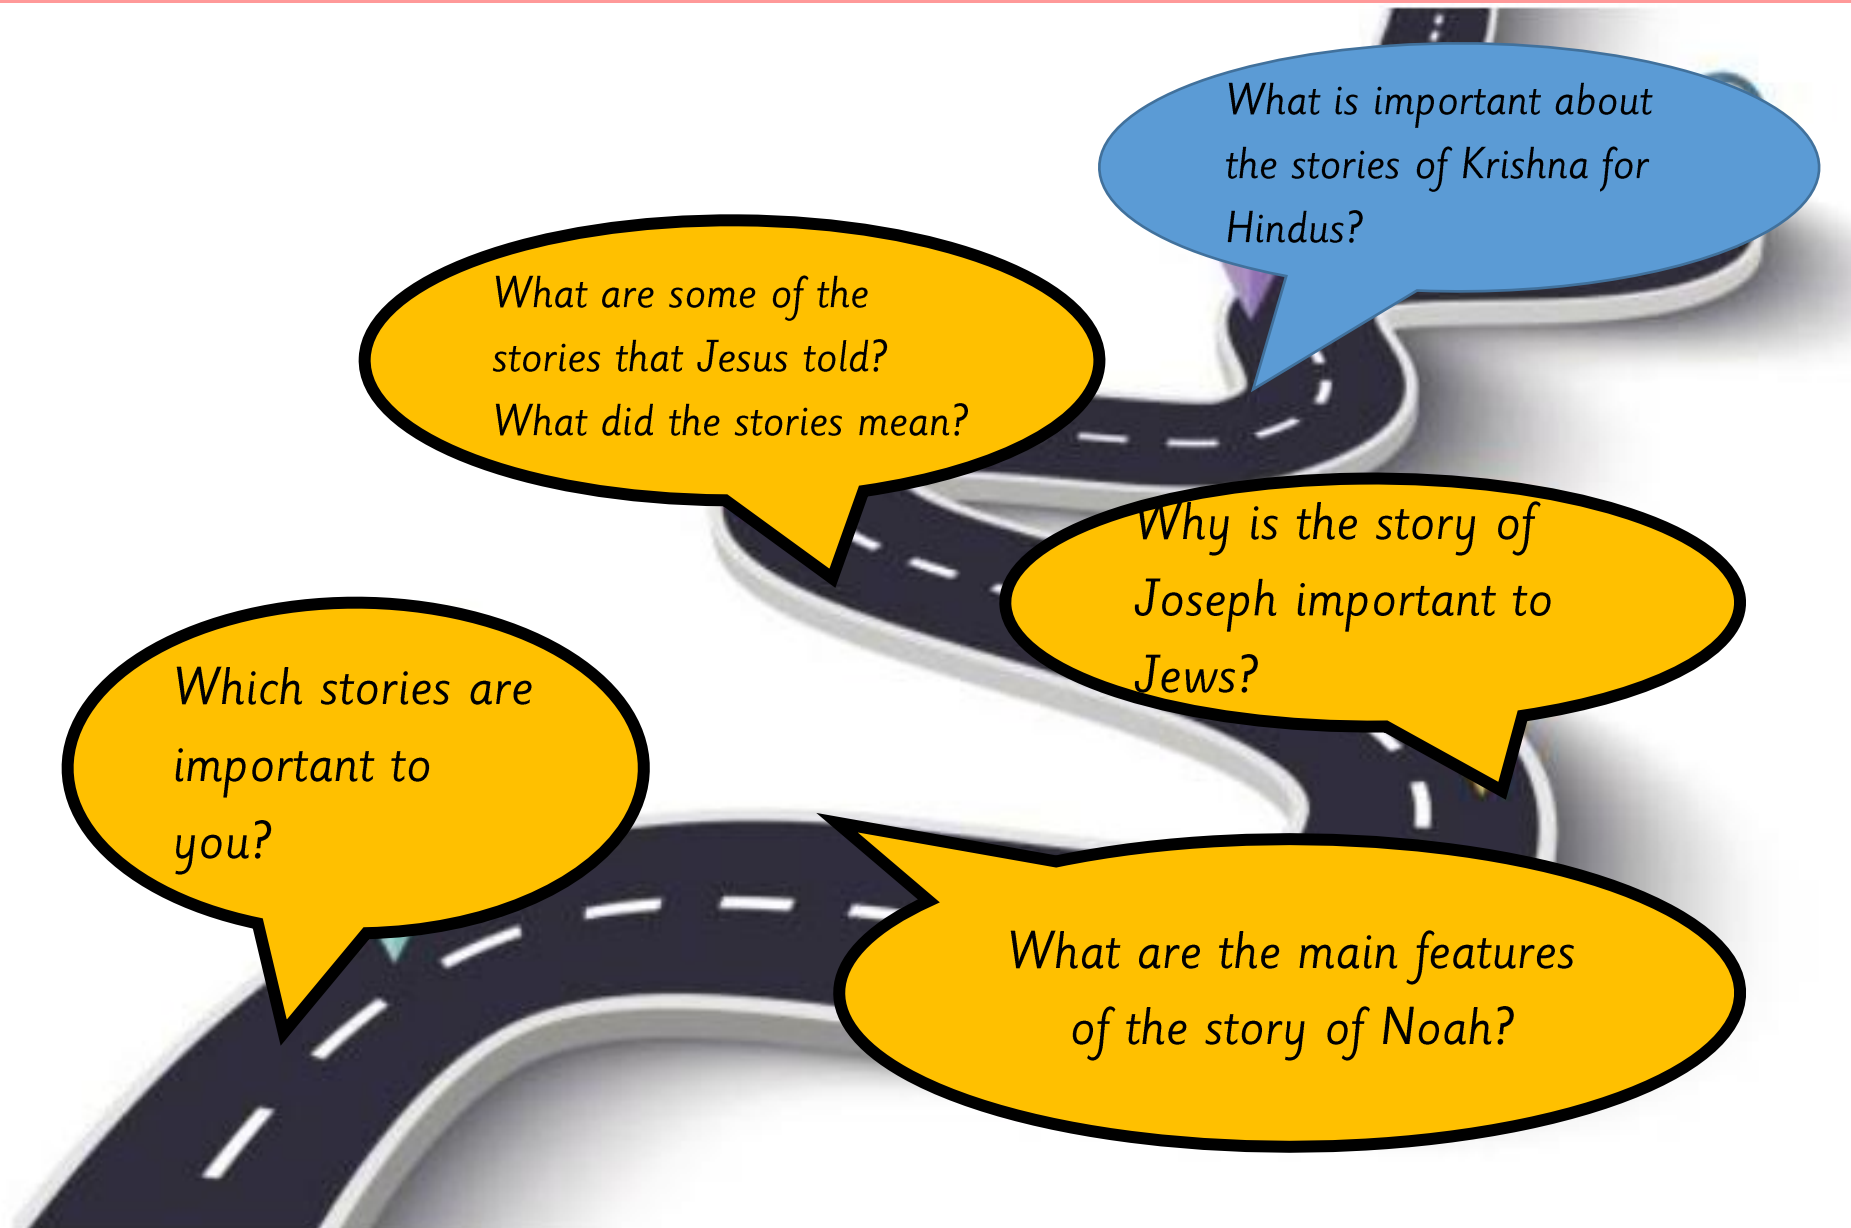 What is important about
the stories of Krishna for
Hindus?
What are some of the
stories that Jesus told?
What did the stories mean?
Why is the story of
Joseph important to
Jews?
Which stories are
important to
you?
What are the main features
of the story of Noah?